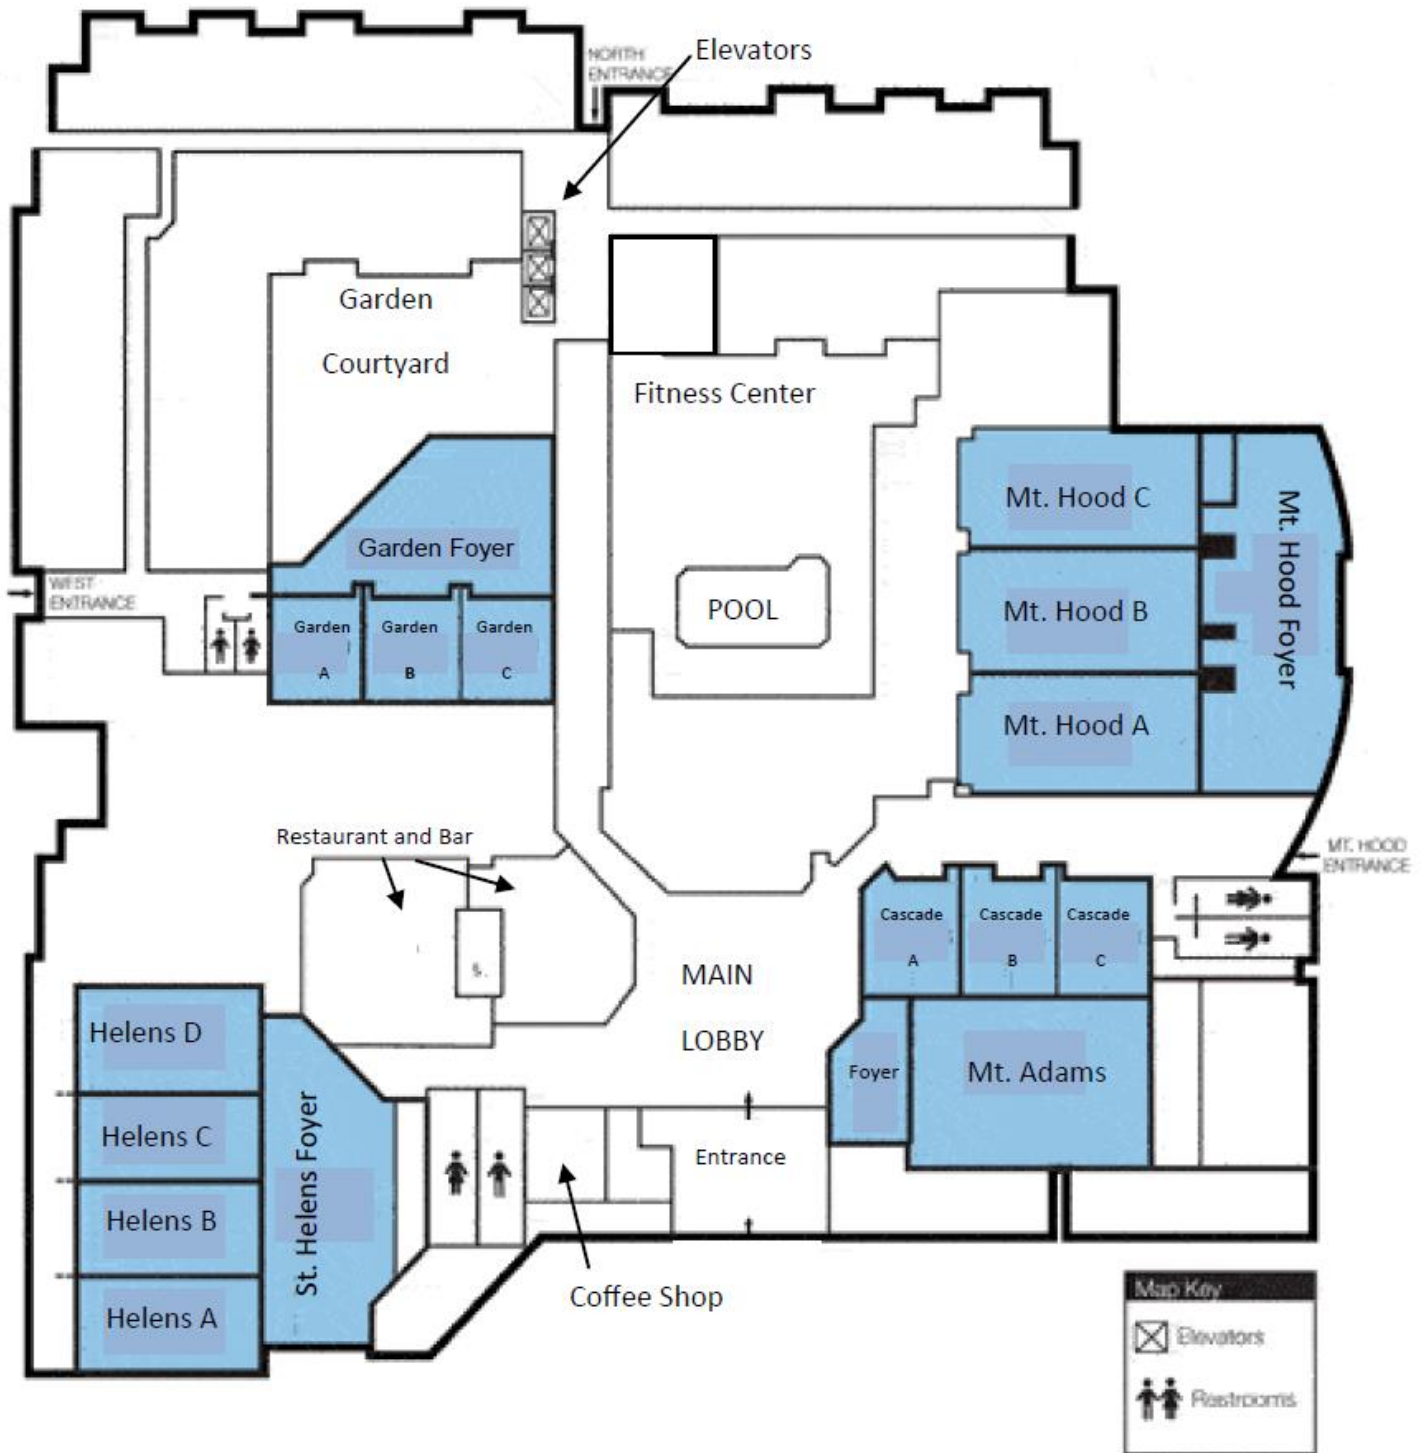 NORTH
ENTRANCE
Elevators
Garden
Courtyard
Fitness Center
Garden Foyer
Mt. Hood C
Mt. Hood B
Mt. Hood A
Mt. Hood Foyer
WEST
ENTRANCE
Garden
A
Garden
B
Garden
C
POOL
Restaurant and Bar
MT. HOOD
ENTRANCE
Cascade
A
Cascade
B
Cascade
C
S.
MAIN
LOBBY
Helens D
Helens C
Helens B
Helens A
St. Helens Foyer
Foyer
Mt. Adams
Entrance
Coffee Shop
Map Key
Elevators
Restrooms